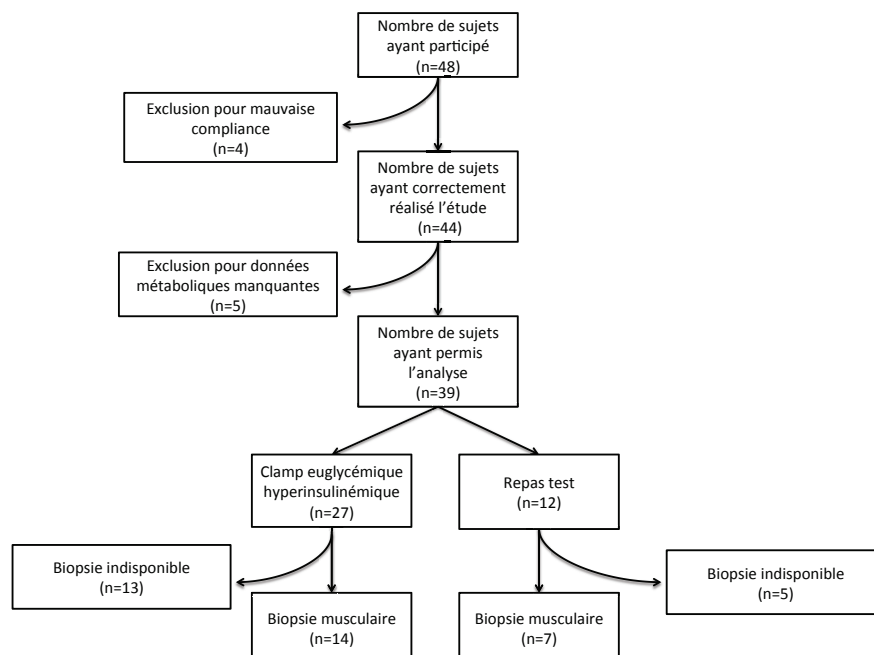 Nombre de sujets
ayant participé
(n=48)
Exclusion pour mauvaise
compliance
(n=4)
Nombre de sujets
ayant correctement
réalisé l'étude
(n=44)
Exclusion pour données
métaboliques manquantes
(n=5)
Nombre de sujets
ayant permis
l'analyse
(n=39)
Clamp euglycémique
hyperinsulinémique
(n=27)
Repas test
(n=12)
Biopsie indisponible
(n=13)
Biopsie indisponible
(n=5)
Biopsie musculaire
(n=14)
Biopsie musculaire
(n=7)